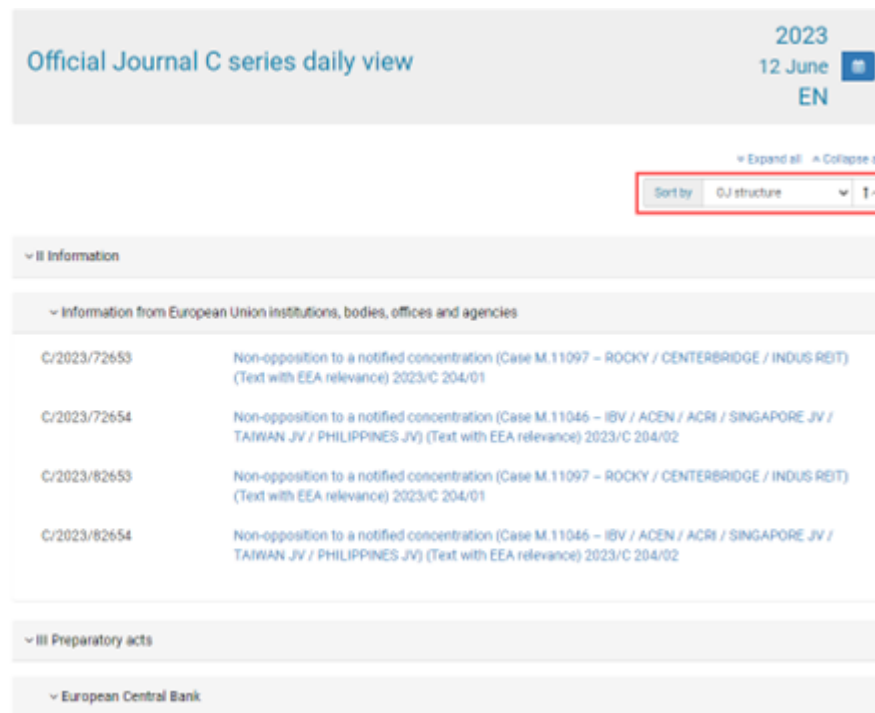 Official Journal C series daily view
2023
12 June
EN
Expand all Collapse a
Sort by OJ structure
II Information
Information from European Union institutions, bodies, offices and agencies
C/2023/72653 Non-opposition to a notified concentration (Case M.11097 – ROCKY / CENTERBRIDGE / INDUS REIT)
(Text with EEA relevance) 2023/C 204/01
C/2023/72654 Non-opposition to a notified concentration (Case M.11046 – IBV / ACEN / ACRI / SINGAPORE JV /
TAIWAN JV / PHILIPPINES JV) (Text with EEA relevance) 2023/C 204/02
C/2023/82653 Non-opposition to a notified concentration (Case M.11097 – ROCKY / CENTERBRIDGE / INDUS REIT)
(Text with EEA relevance) 2023/C 204/01
C/2023/82654 Non-opposition to a notified concentration (Case M.11046 – IBV / ACEN / ACRI / SINGAPORE JV /
TAIWAN JV / PHILIPPINES JV) (Text with EEA relevance) 2023/C 204/02
III Preparatory acts
European Central Bank